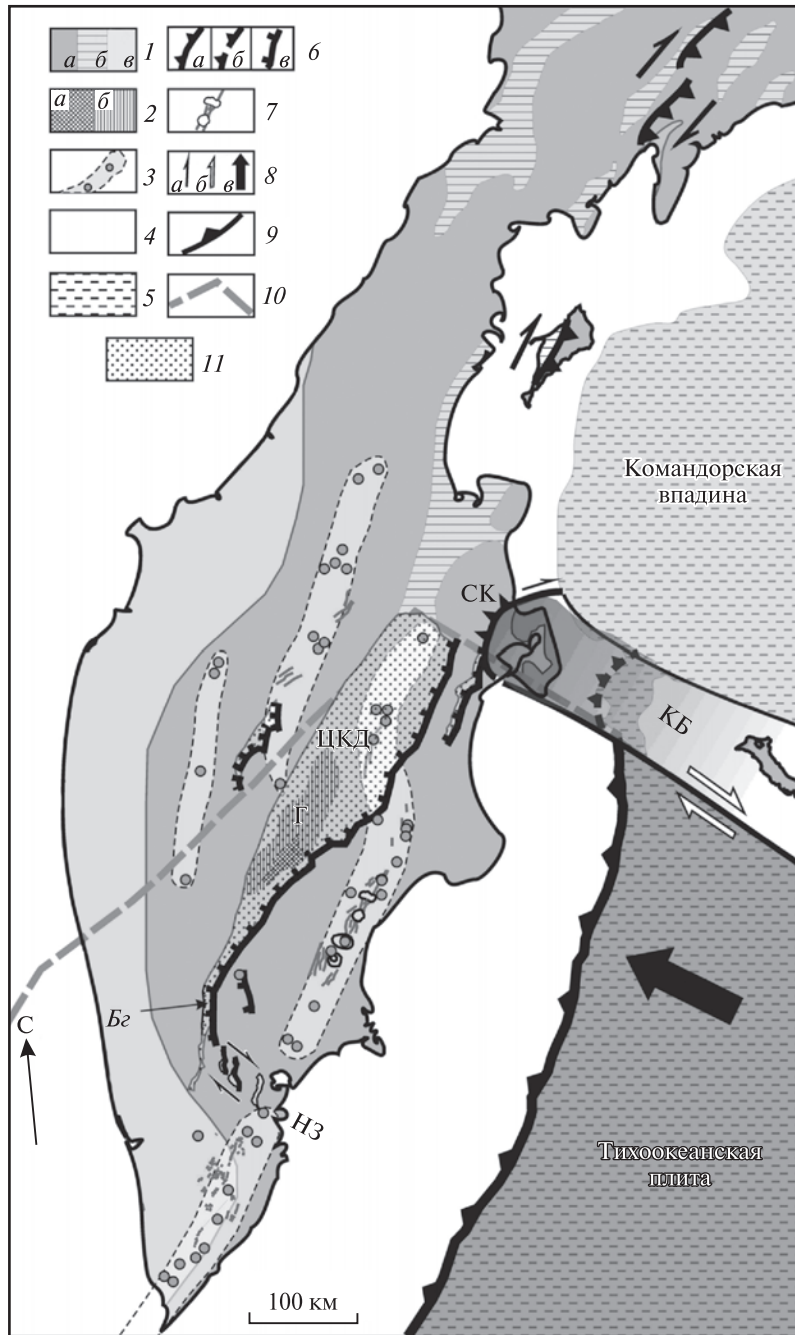 а б в 1
а б в 6
а б 2
7
3
а б в 8
4
9
5
10
11
Командорская
впадина
СК
КБ
ЦКД
Г
Бг
С
НЗ
Тихоокеанская
плита
100 км